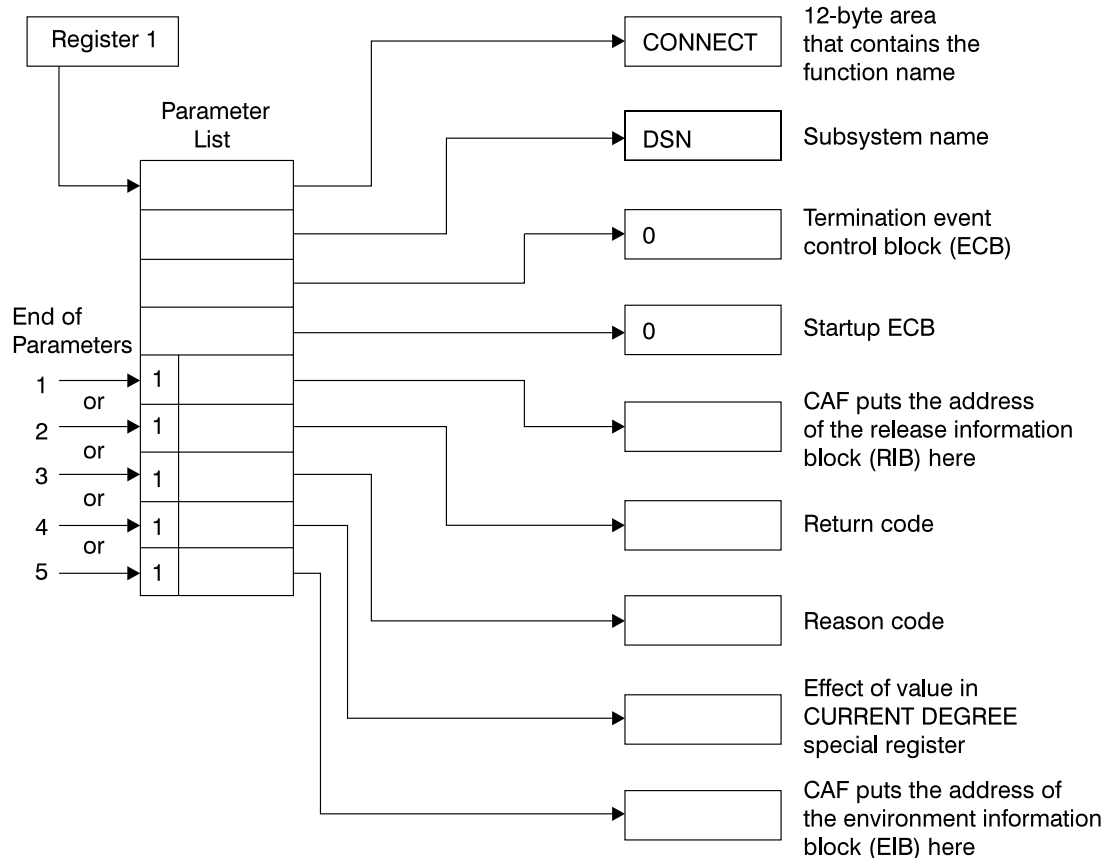 Register 1
Parameter
List
End of
Parameters
1
or
2
or
3
or
4
or
5
1
1
1
1
1
CONNECT
12-byte area
that contains the
function name
DSN
Subsystem name
0
Termination event
control block (ECB)
0
Startup ECB
CAF puts the address
of the release information
block (RIB) here
Return code
Reason code
Effect of value in
CURRENT DEGREE
special register
CAF puts the address of
the environment information
block (EIB) here